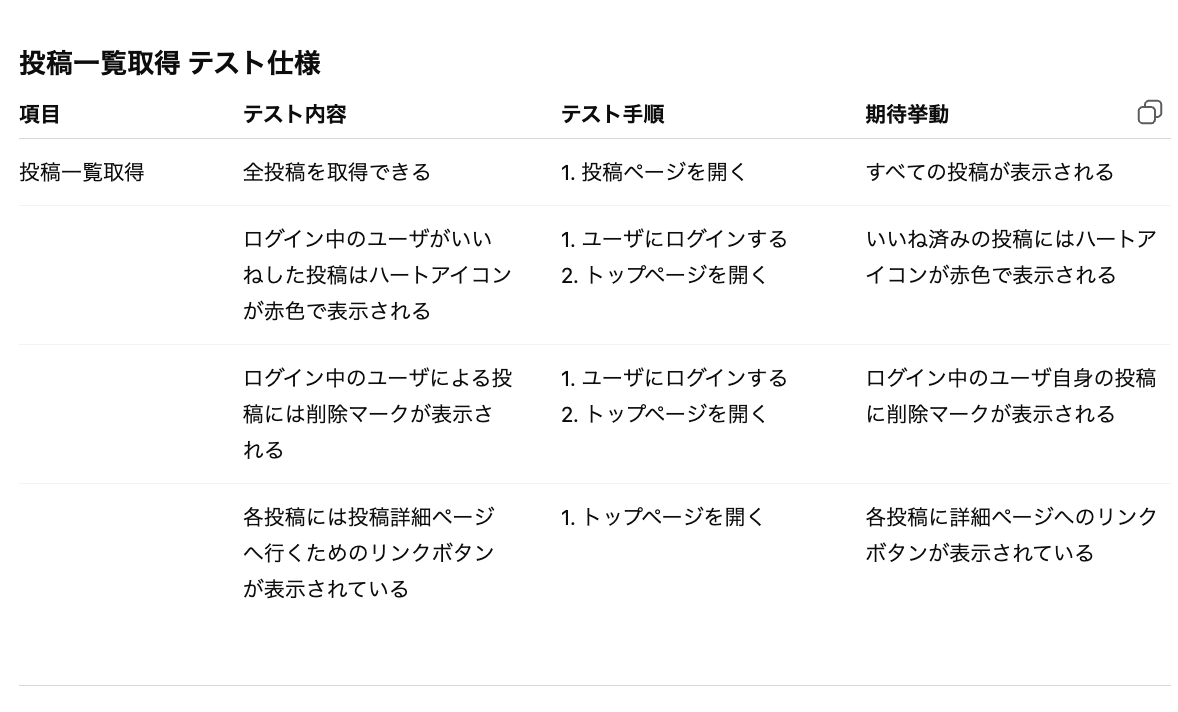 投稿一覧取得 テスト仕様
項目
テスト内容
テスト手順
期待挙動
投稿一覧取得
全投稿を取得できる
1. 投稿ページを開く
すべての投稿が表示される
ログイン中のユーザがいい
ねした投稿はハートアイコン
が赤色で表示される
1. ユーザにログインする
2. トップページを開く
いいね済みの投稿にはハートア
イコンが赤色で表示される
ログイン中のユーザによる投
稿には削除マークが表示さ
れる
1. ユーザにログインする
2. トップページを開く
ログイン中のユーザ自身の投稿
に削除マークが表示される
各投稿には投稿詳細ページ
へ行くためのリンクボタン
が表示されている
1. トップページを開く
各投稿に詳細ページへのリンク
ボタンが表示されている